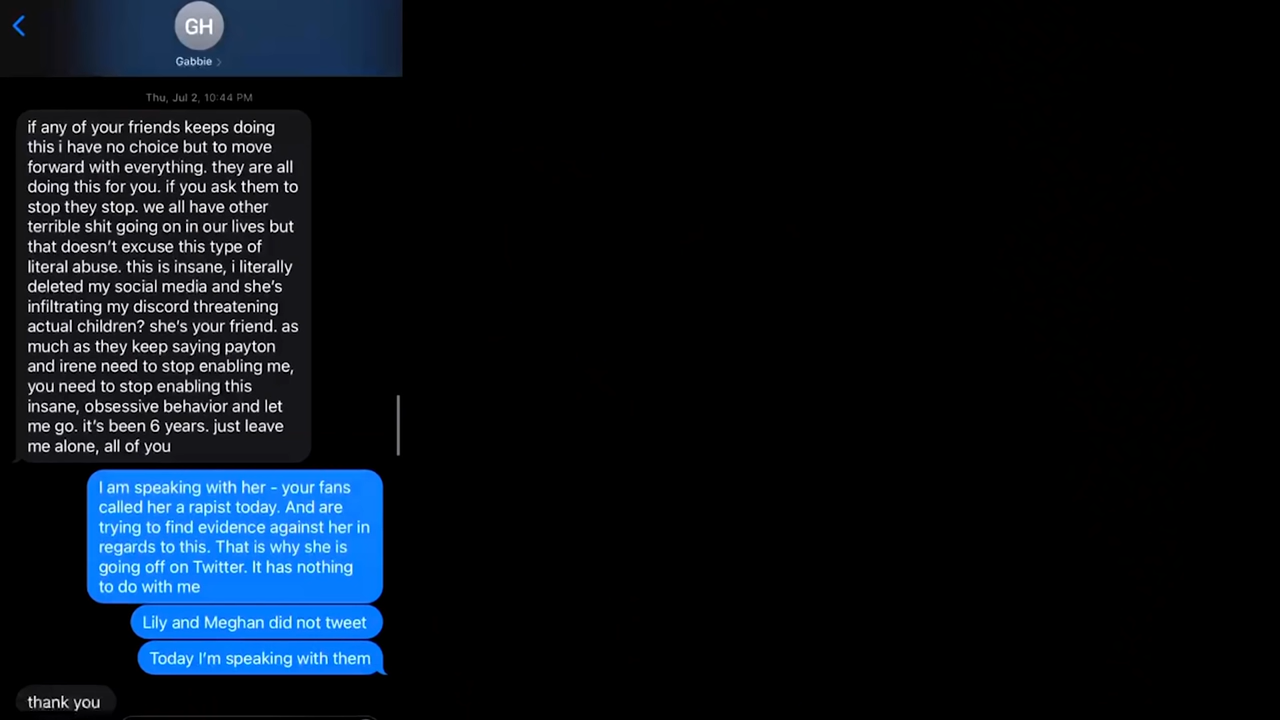 GH
Gabbie
Thu, Jul 2, 10:44 PM
if any of your friends keeps doing
this i have no choice but to move
forward with everything. they are all
doing this for you. if you ask them to
stop they stop. we all have other
terrible shit going on in our lives but
that doesn't excuse this type of
literal abuse. this is insane, i literally
deleted my social media and she's
infiltrating my discord threatening
actual children? she's your friend. as
much as they keep saying payton
and irene need to stop enabling me,
you need to stop enabling this
insane, obsessive behavior and let
me go. it's been 6 years. just leave
me alone, all of you
I am speaking with her - your fans
called her a rapist today. And are
trying to find evidence against her in
regards to this. That is why she is
going off on Twitter. It has nothing
to do with me
Lily and Meghan did not tweet
Today I'm speaking with them
thank you